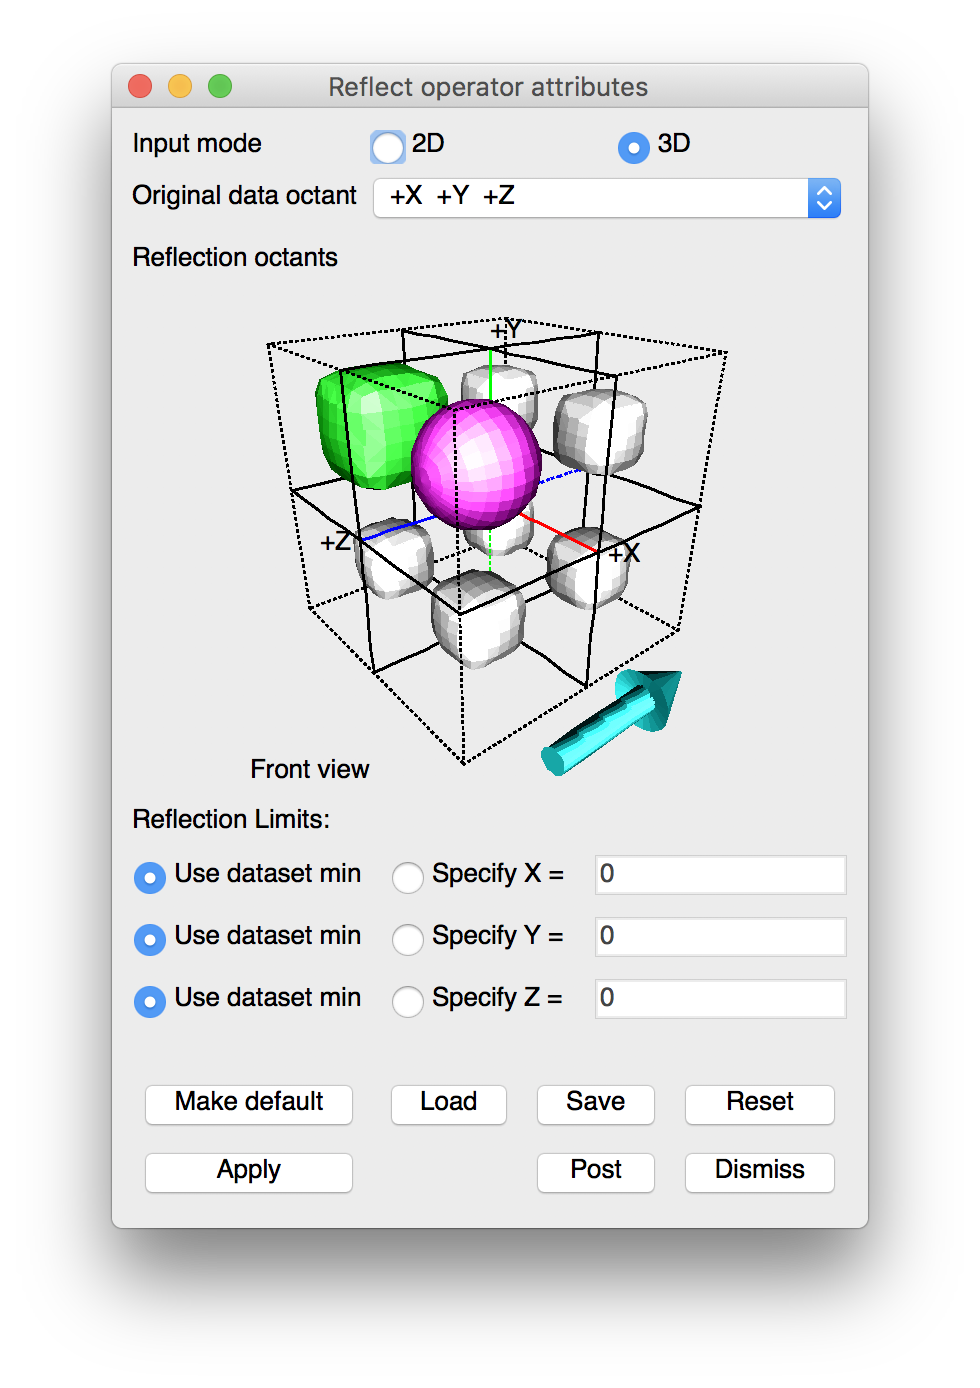 Reflect operator attributes
Input mode 2D 3D
Original data octant +X +Y +Z
Reflection octants
+Y
+Z
+X
Front view
Reflection Limits:
Use dataset min Specify X = 0
Use dataset min Specify Y = 0
Use dataset min Specify Z = 0
Make default Load Save Reset
Apply Post Dismiss